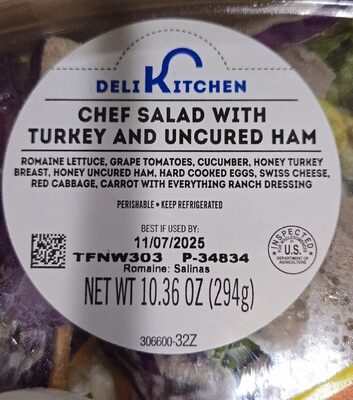 DELI KITCHEN
CHEF SALAD WITH
TURKEY AND UNCURED HAM
ROMAINE LETTUCE, GRAPE TOMATOES, CUCUMBER, HONEY TURKEY
BREAST, HONEY UNCURED HAM, HARD COOKED EGGS, SWISS CHEESE,
RED CABBAGE, CARROT WITH EVERYTHING RANCH DRESSING
PERISHABLE • KEEP REFRIGERATED
BEST IF USED BY:
11/07/2025
TFNW303 P-34834
Romaine: Salinas
INSPECTED
U.S.
DEPARTMENT OF
AGRICULTURE
NET WT 10.36 OZ (294g)
306600-32Z